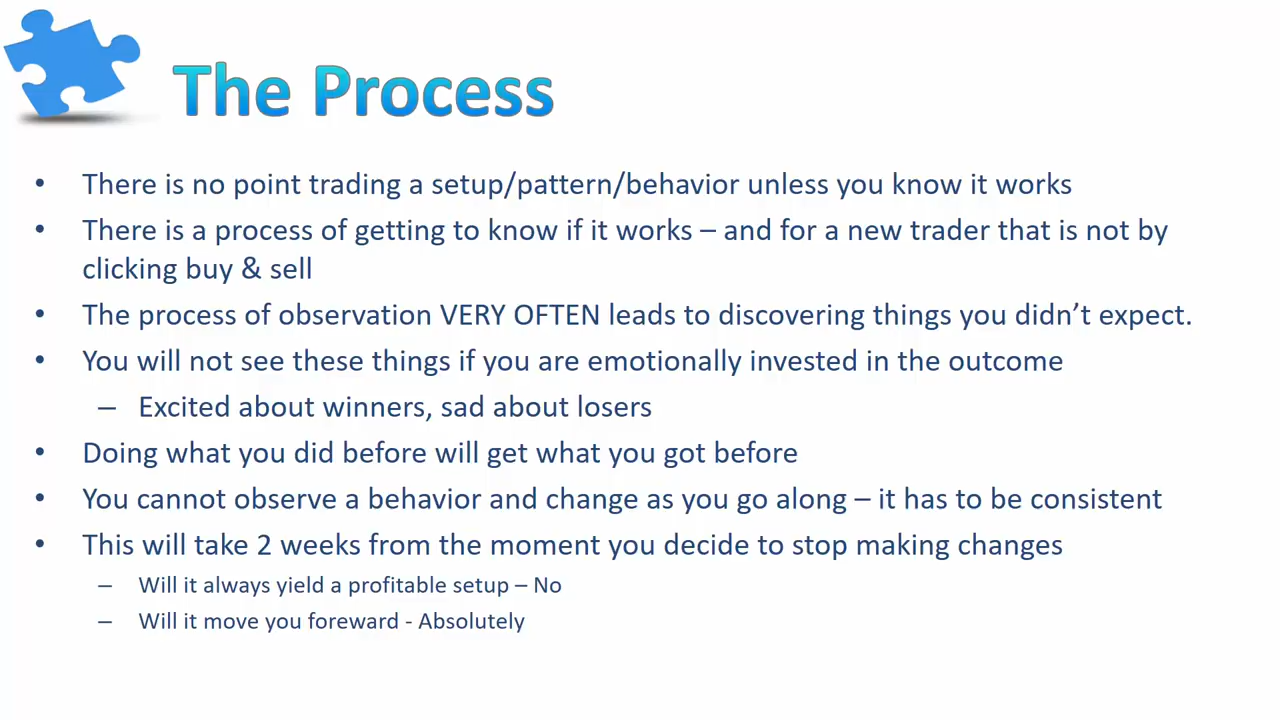 The Process
• There is no point trading a setup/pattern/behavior unless you know it works
• There is a process of getting to know if it works – and for a new trader that is not by
clicking buy & sell
• The process of observation VERY OFTEN leads to discovering things you didn’t expect.
• You will not see these things if you are emotionally invested in the outcome
– Excited about winners, sad about losers
• Doing what you did before will get what you got before
• You cannot observe a behavior and change as you go along – it has to be consistent
• This will take 2 weeks from the moment you decide to stop making changes
– Will it always yield a profitable setup – No
– Will it move you foreward - Absolutely